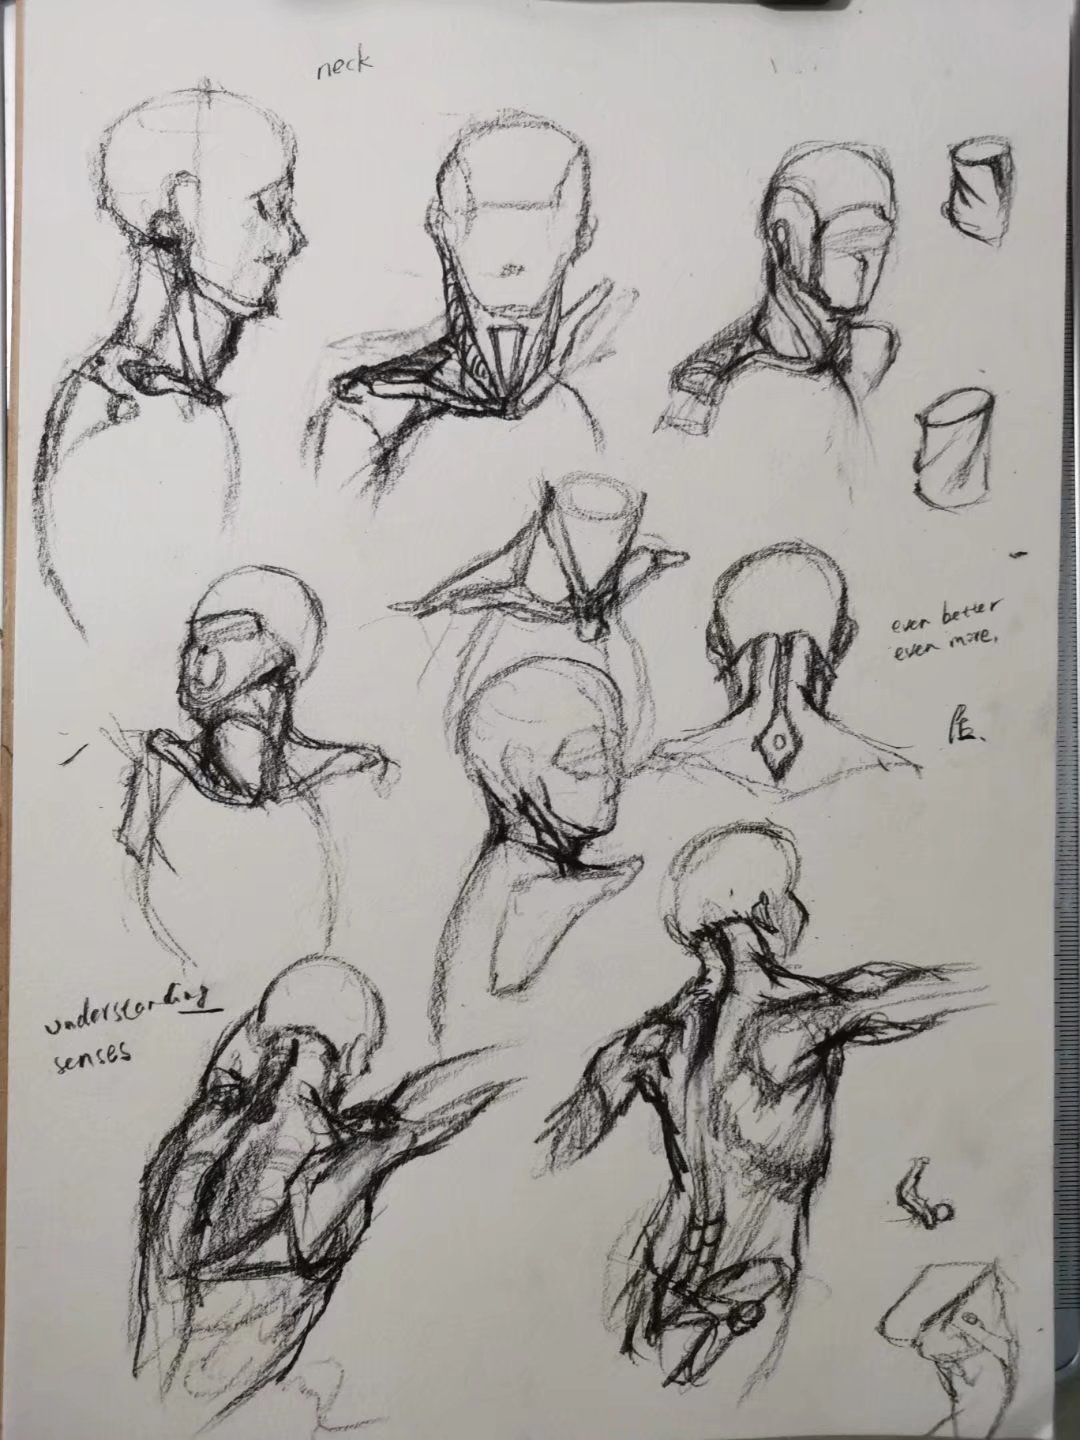 neck
even better
even more.
understanding
senses